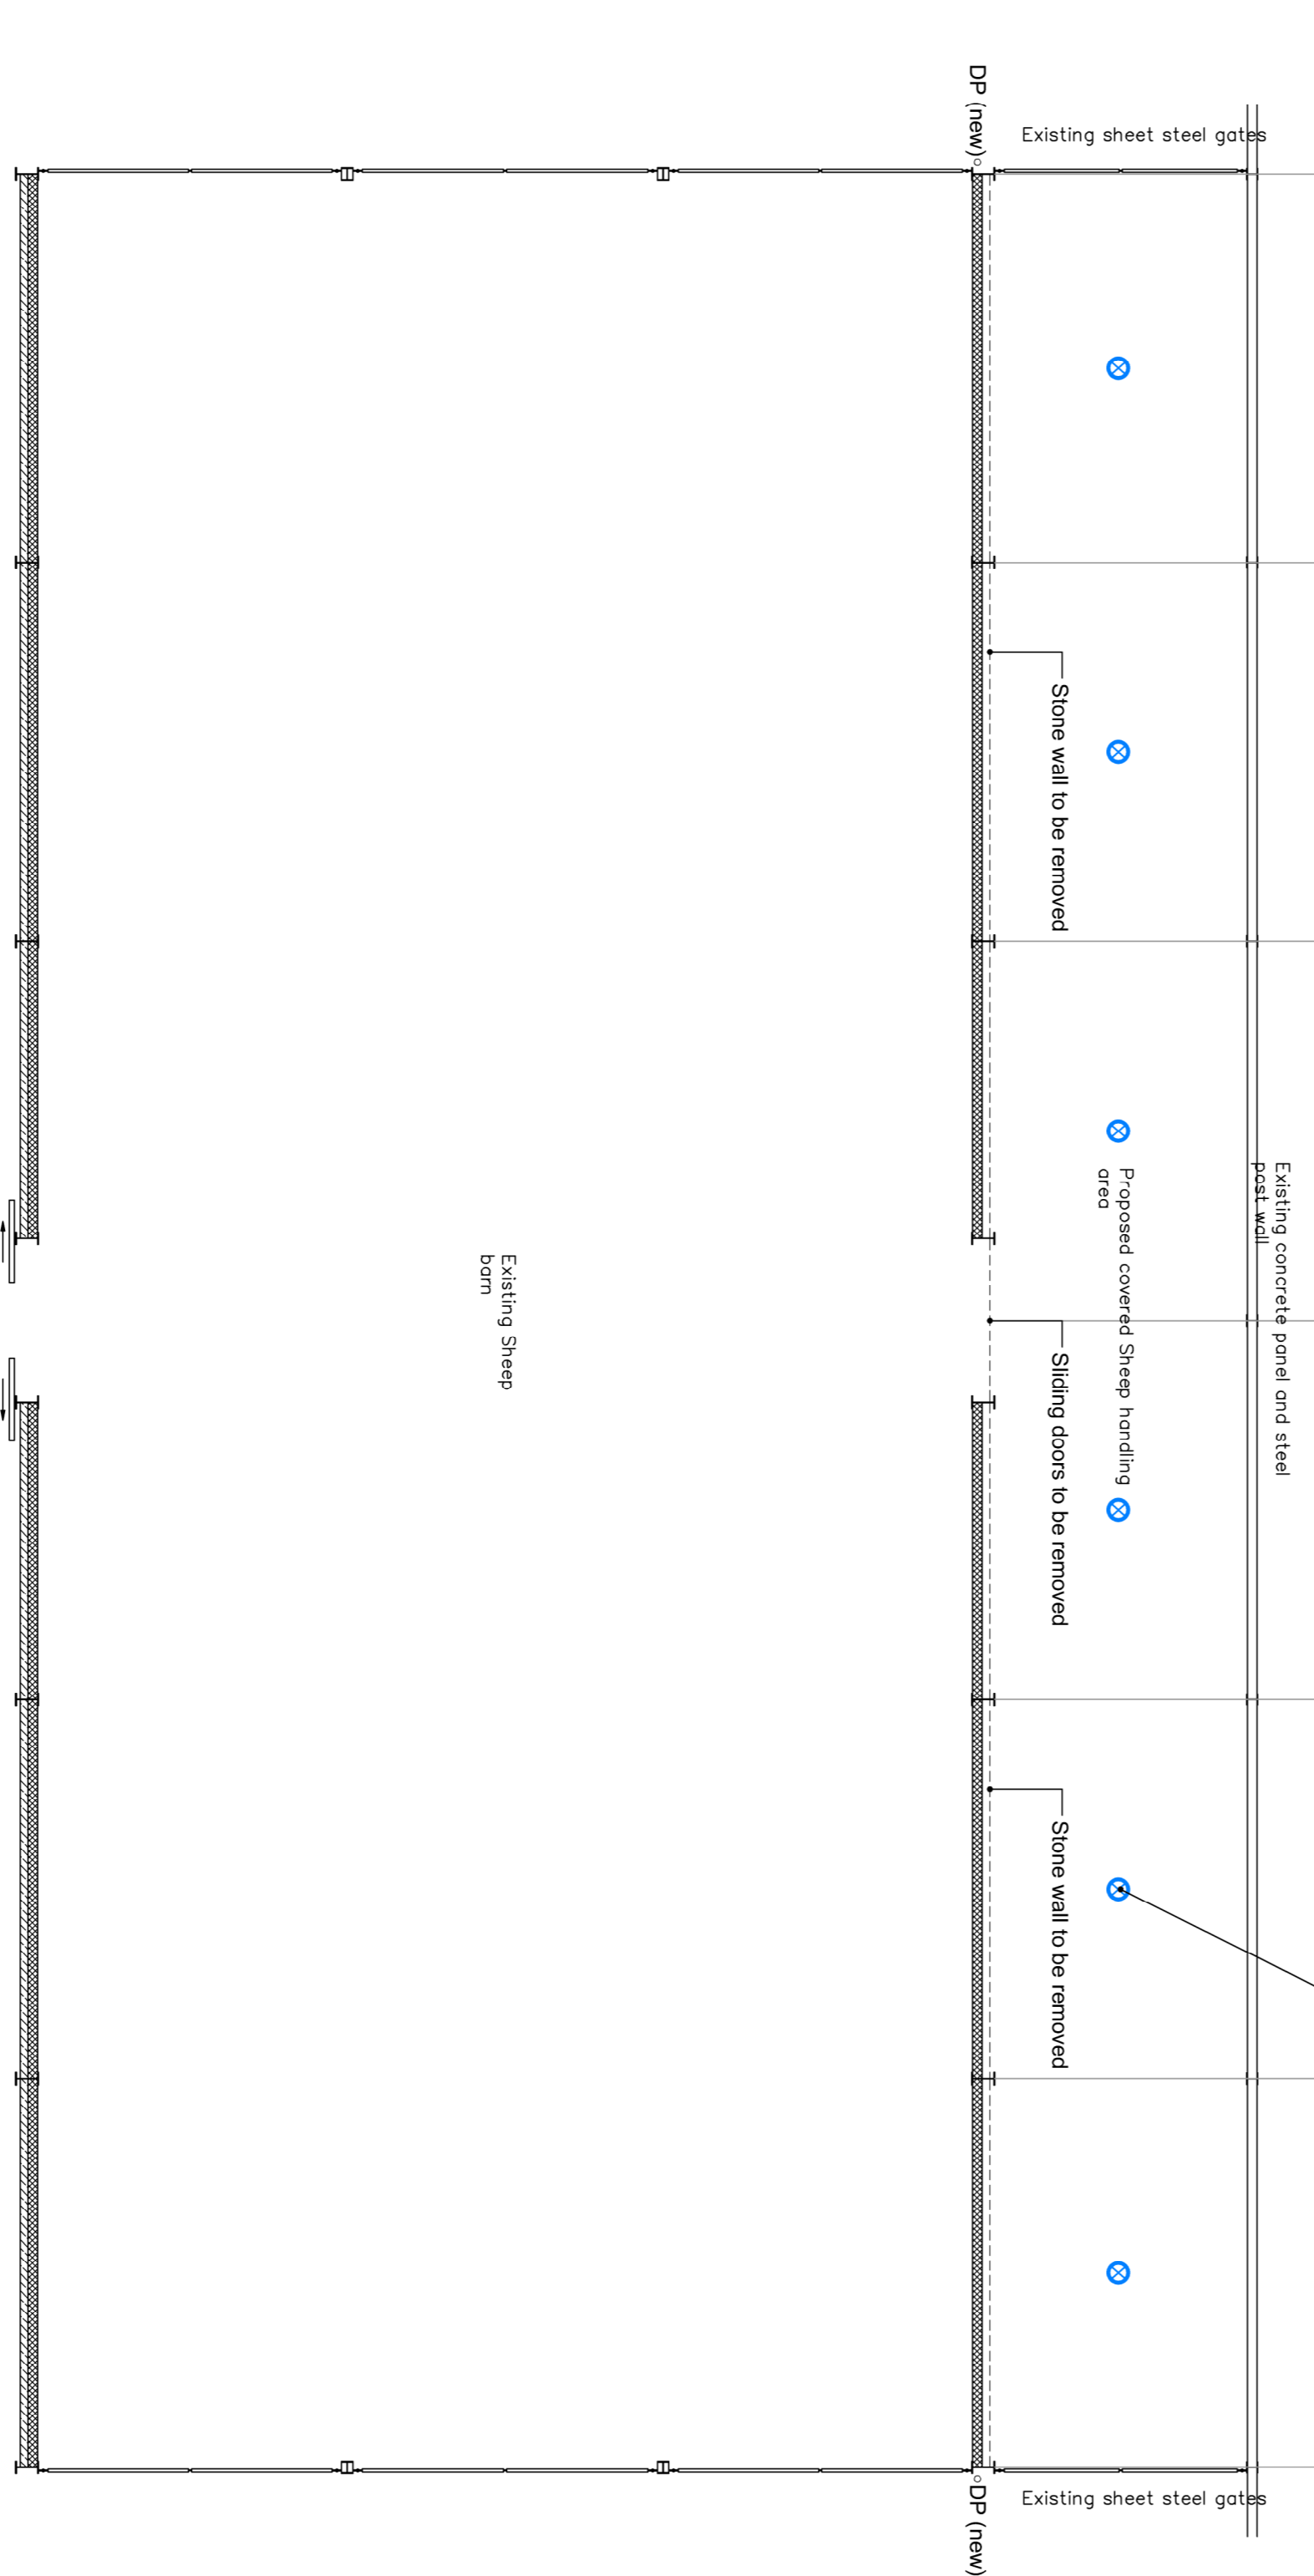 DP (new)
Existing sheet steel gates
Stone wall to be removed
Existing concrete panel and steel
post wall
Proposed covered Sheep handling
area
Existing Sheep
barn
Sliding doors to be removed
Stone wall to be removed
Existing sheet steel gates
DP (new)